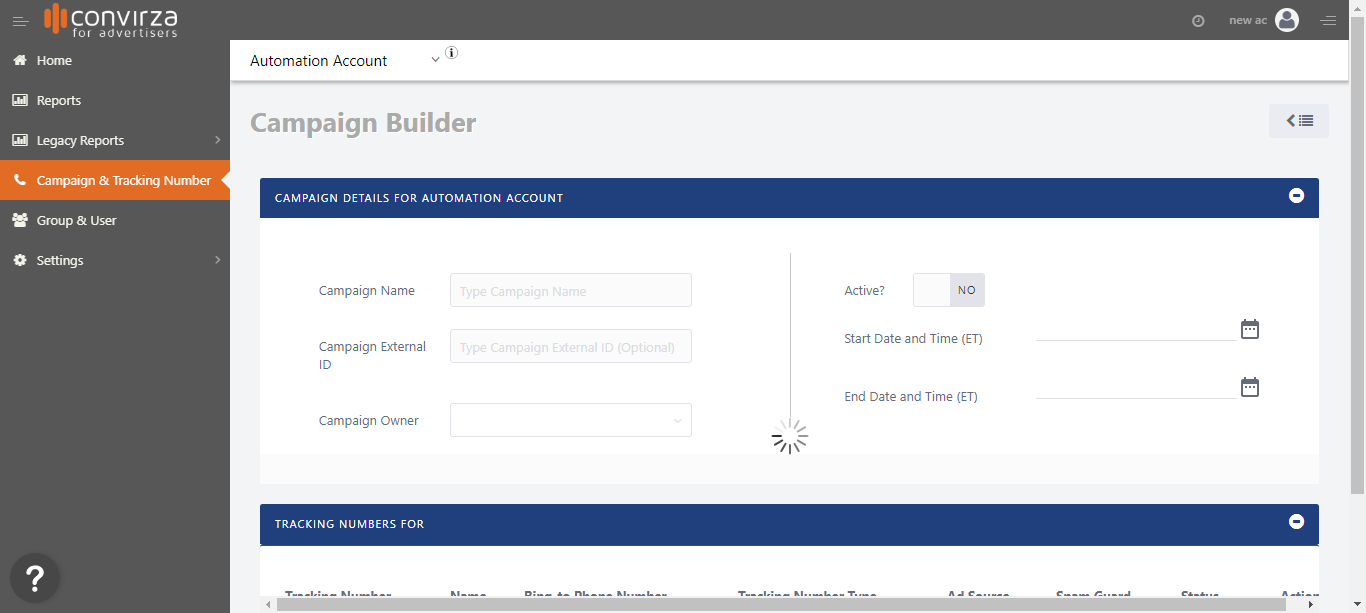 convirza
for advertisers
new ac
Home
Reports
Legacy Reports
Campaign & Tracking Number
Group & User
Settings
?
Automation Account
i
Campaign Builder
CAMPAIGN DETAILS FOR AUTOMATION ACCOUNT
Campaign Name
Type Campaign Name
Campaign External
ID
Type Campaign External ID (Optional)
Campaign Owner
Active?
NO
Start Date and Time (ET)
End Date and Time (ET)
TRACKING NUMBERS FOR
Tracking Number Name Ring-to Phone Number Tracking Number Type Ad Source Spam Guard Status Action